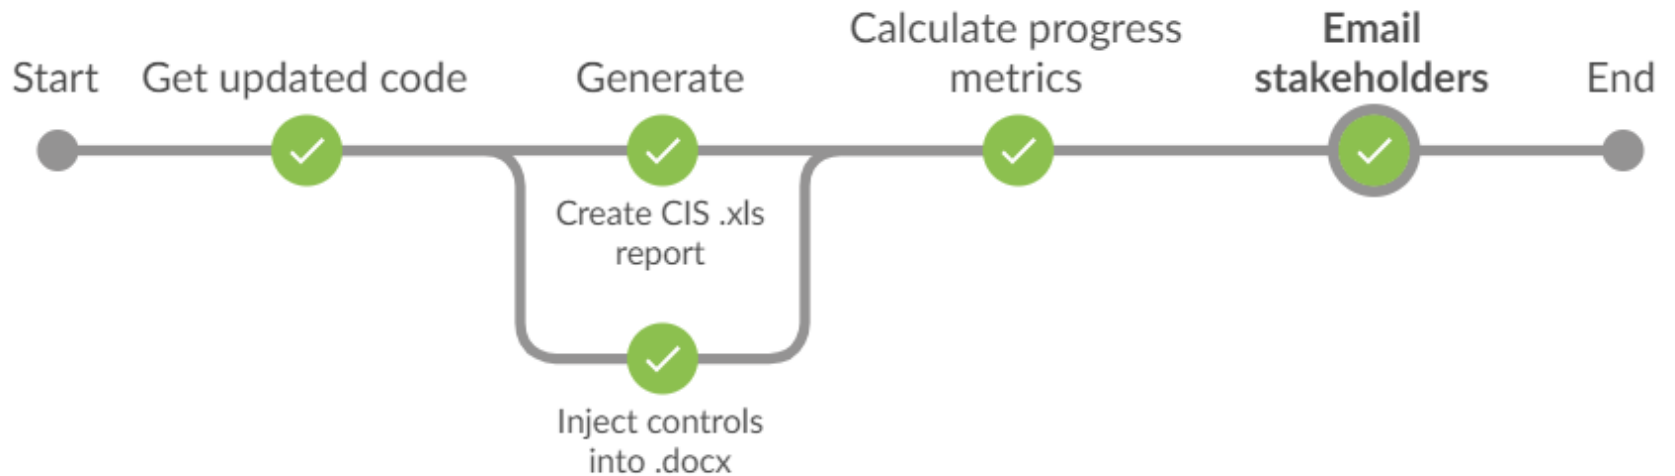 Start
Get updated code
Generate
Calculate progress
metrics
Email
stakeholders
End
Create CIS .xls
report
Inject controls
into .docx